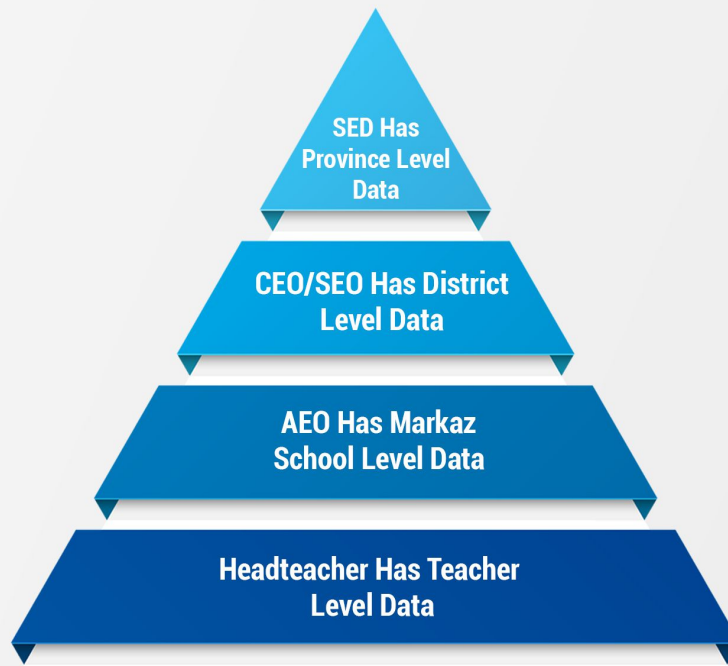 SED Has
Province Level
Data
CEO/SEO Has District
Level Data
AEO Has Markaz
School Level Data
Headteacher Has Teacher
Level Data